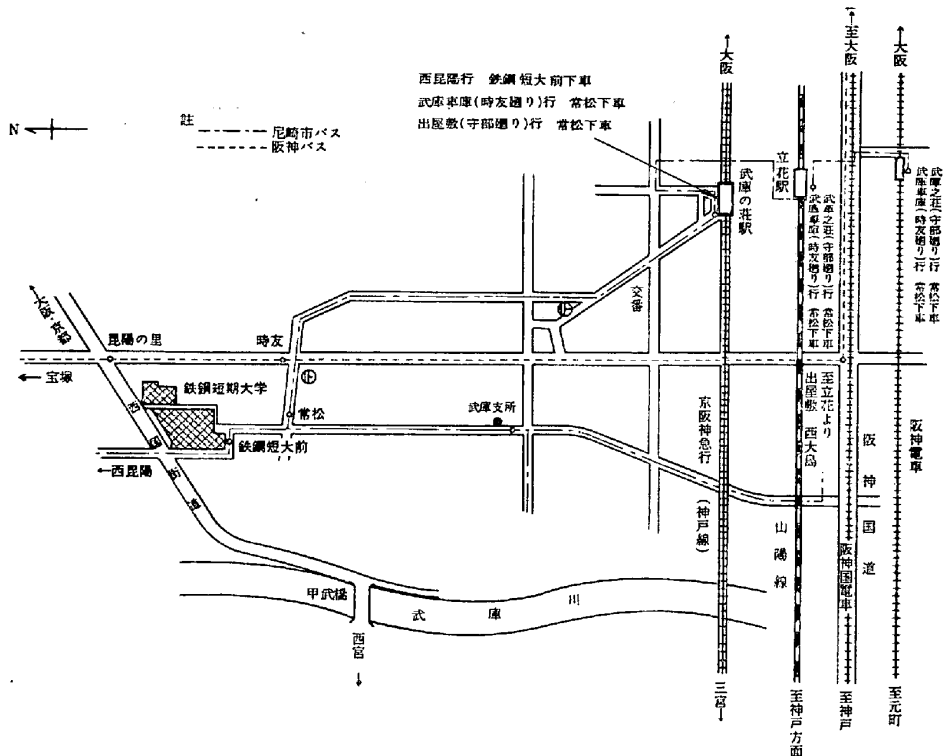 西昆陽行 鉄鋼短大前下車
武庫車庫(時友廻り)行 常松下車
出屋敷(守部廻り)行 常松下車
N
註
尼崎市バス
阪神バス
大阪
至大阪
大阪
立花駅
武庫の荘駅
武庫之荘(守部廻り)行 常松下車
武庫車庫(時友廻り)行 常松下車
武庫之荘(守部廻り)行 常松下車
武庫車庫(時友廻り)行 常松下車
交番
大阪・京都
昆陽の里
時友
宝塚
鉄鋼短期大学
常松
武庫支所
鉄鋼短大前
西昆陽
西国街道
至立花より
出屋敷 西大島
京阪神急行(神戸線)
山陽線
阪神国道
阪神電車
阪神国電車
甲武橋
武庫川
西宮
三宮
至神戸方面
至神戸
至元町